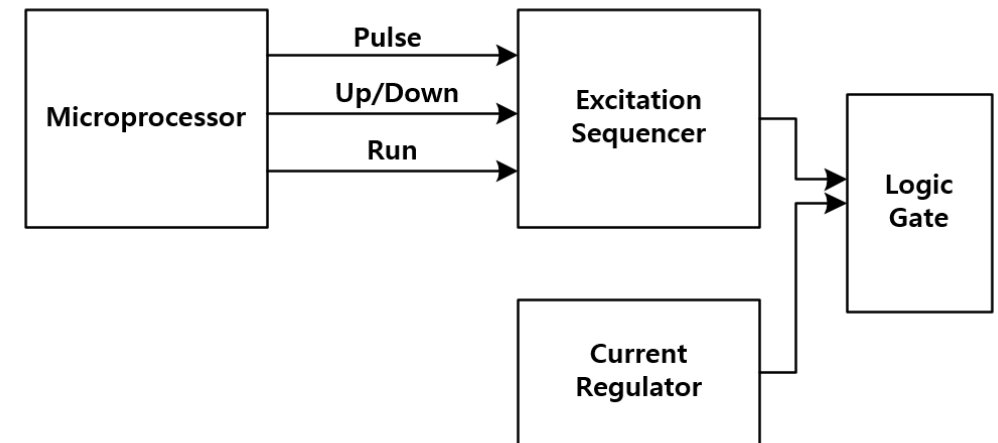 Pulse
Microprocessor
Up/Down
Run
Excitation
Sequencer
Logic
Gate
Current
Regulator